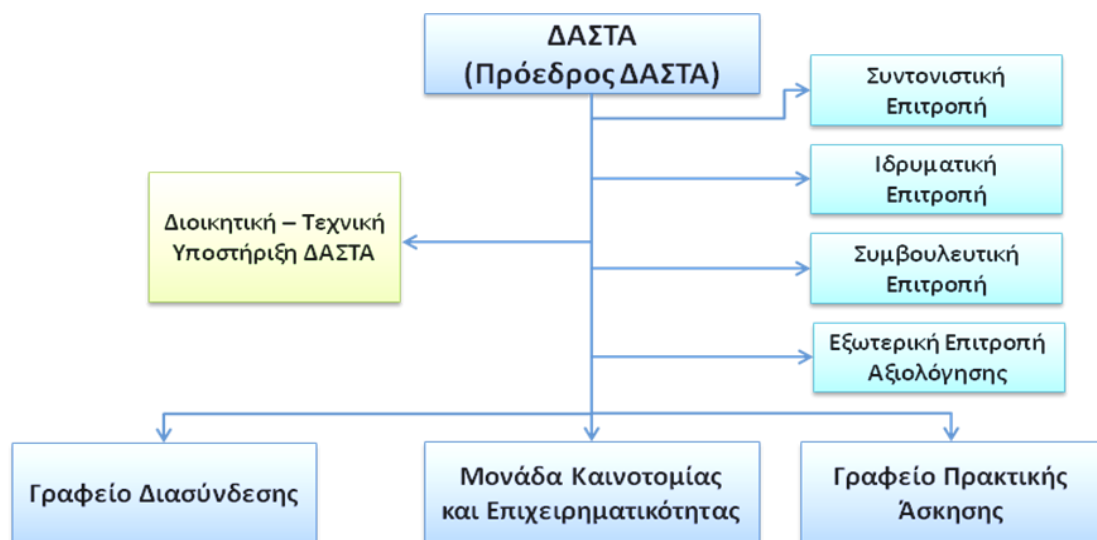 ΔΑΣΤΑ
(Πρόεδρος ΔΑΣΤΑ)
Συντονιστική
Επιτροπή
Ιδρυματική
Επιτροπή
Διοικητική – Τεχνική
Υποστήριξη ΔΑΣΤΑ
Συμβουλευτική
Επιτροπή
Εξωτερική Επιτροπή
Αξιολόγησης
Γραφείο Διασύνδεσης
Μονάδα Καινοτομίας
και Επιχειρηματικότητας
Γραφείο Πρακτικής
Άσκησης